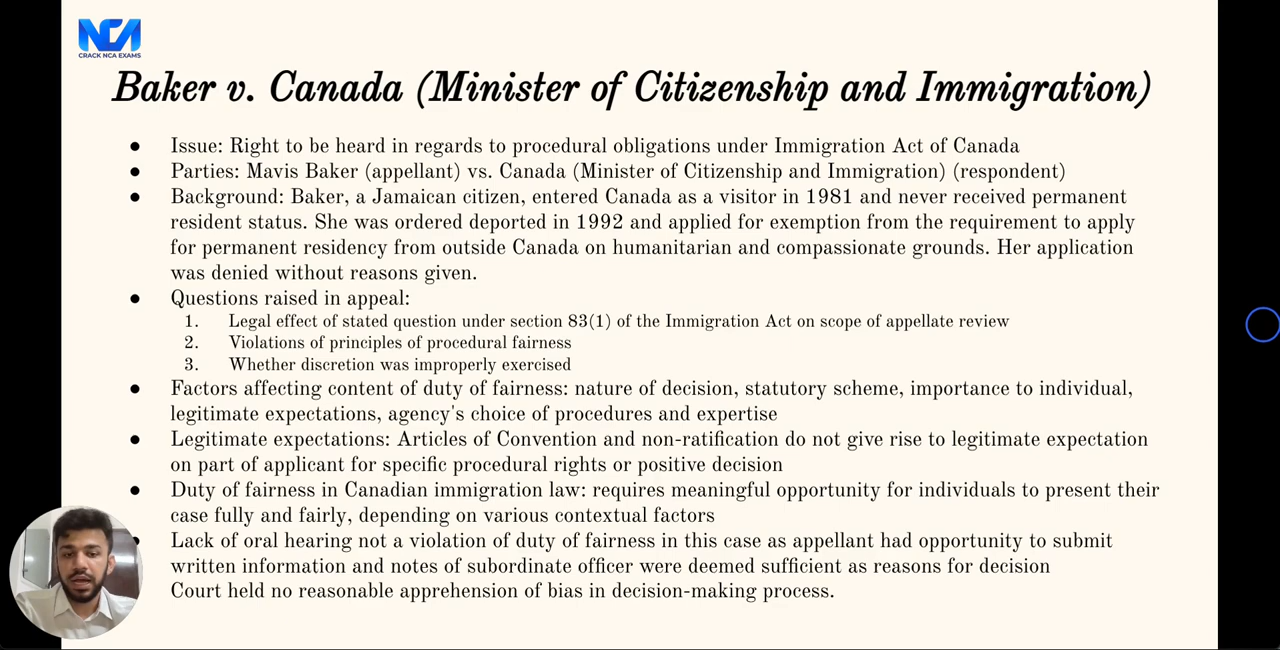 NCA
CRACK NCA EXAMS
Baker v. Canada (Minister of Citizenship and Immigration)
● Issue: Right to be heard in regards to procedural obligations under Immigration Act of Canada
● Parties: Mavis Baker (appellant) vs. Canada (Minister of Citizenship and Immigration) (respondent)
● Background: Baker, a Jamaican citizen, entered Canada as a visitor in 1981 and never received permanent
resident status. She was ordered deported in 1992 and applied for exemption from the requirement to apply
for permanent residency from outside Canada on humanitarian and compassionate grounds. Her application
was denied without reasons given.
● Questions raised in appeal:
1. Legal effect of stated question under section 83(1) of the Immigration Act on scope of appellate review
2. Violations of principles of procedural fairness
3. Whether discretion was improperly exercised
● Factors affecting content of duty of fairness: nature of decision, statutory scheme, importance to individual,
legitimate expectations, agency's choice of procedures and expertise
● Legitimate expectations: Articles of Convention and non-ratification do not give rise to legitimate expectation
on part of applicant for specific procedural rights or positive decision
● Duty of fairness in Canadian immigration law: requires meaningful opportunity for individuals to present their
case fully and fairly, depending on various contextual factors
● Lack of oral hearing not a violation of duty of fairness in this case as appellant had opportunity to submit
written information and notes of subordinate officer were deemed sufficient as reasons for decision
Court held no reasonable apprehension of bias in decision-making process.